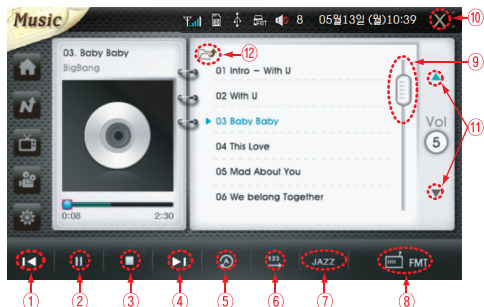 Music
8 05월13일 (월)10:39
⑩
03. Baby Baby
BigBang
0:08 2:30
⑫
01 Intro – With U
02 With U
03 Baby Baby
04 This Love
05 Mad About You
06 We belong Together
⑨
Vol
5
⑪
A
123
JAZZ
FMT
① ② ③ ④ ⑤ ⑥ ⑦ ⑧